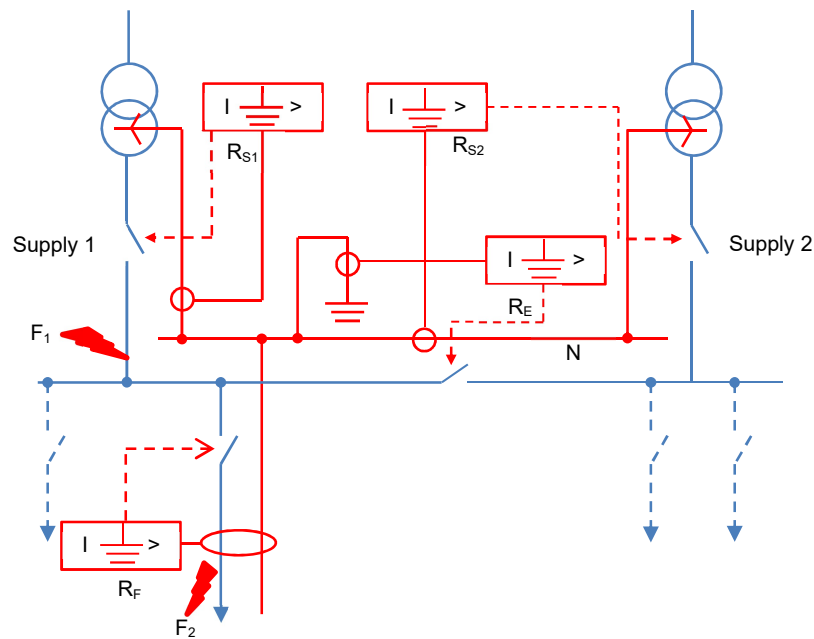 I >
I >
R_S1
R_S2
Supply 1
I >
Supply 2
R_E
F_1
N
I >
R_F
F_2